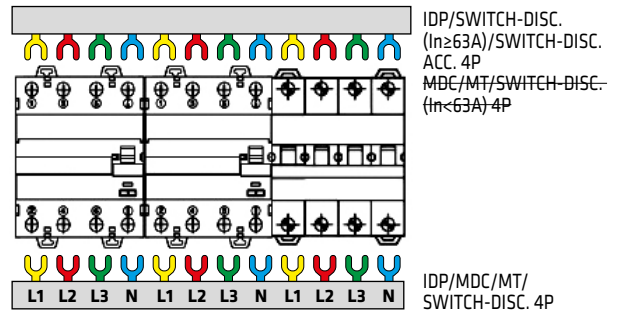 IDP/SWITCH-DISC.
(In≥63A)/SWITCH-DISC.
ACC. 4P
MDC/MT/SWITCH-DISC.
(In<63A) 4P
L1 L2 L3 N L1 L2 L3 N L1 L2 L3 N
IDP/MDC/MT/
SWITCH-DISC. 4P